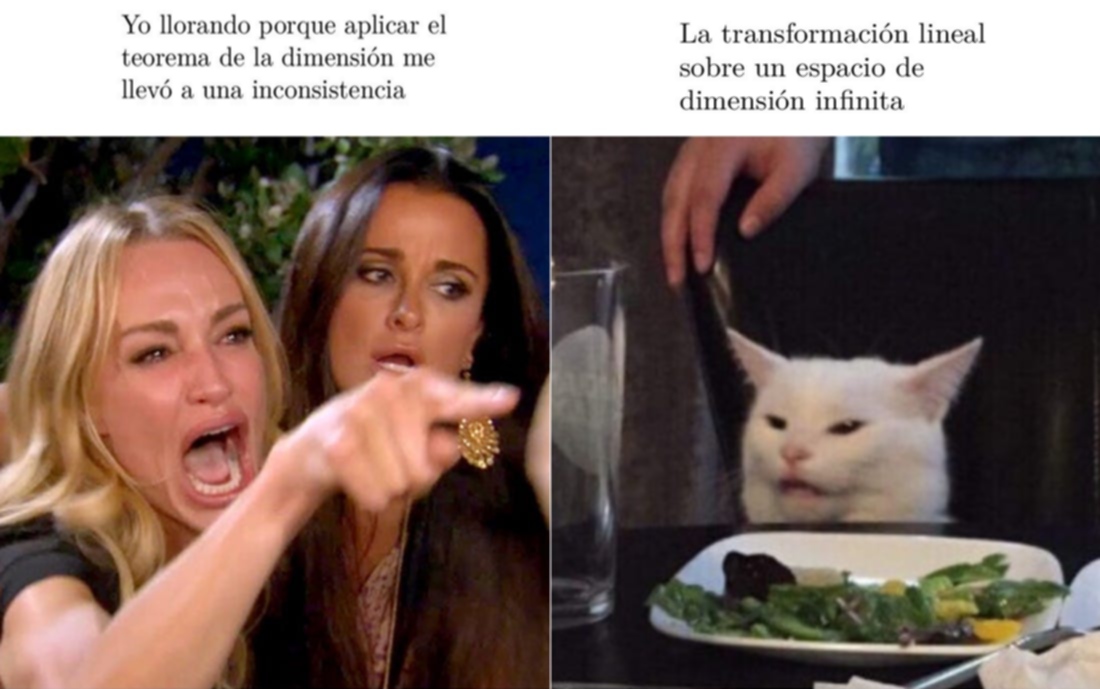 Yo llorando porque aplicar el
teorema de la dimensión me
llevó a una inconsistencia
La transformación lineal
sobre un espacio de
dimensión infinita